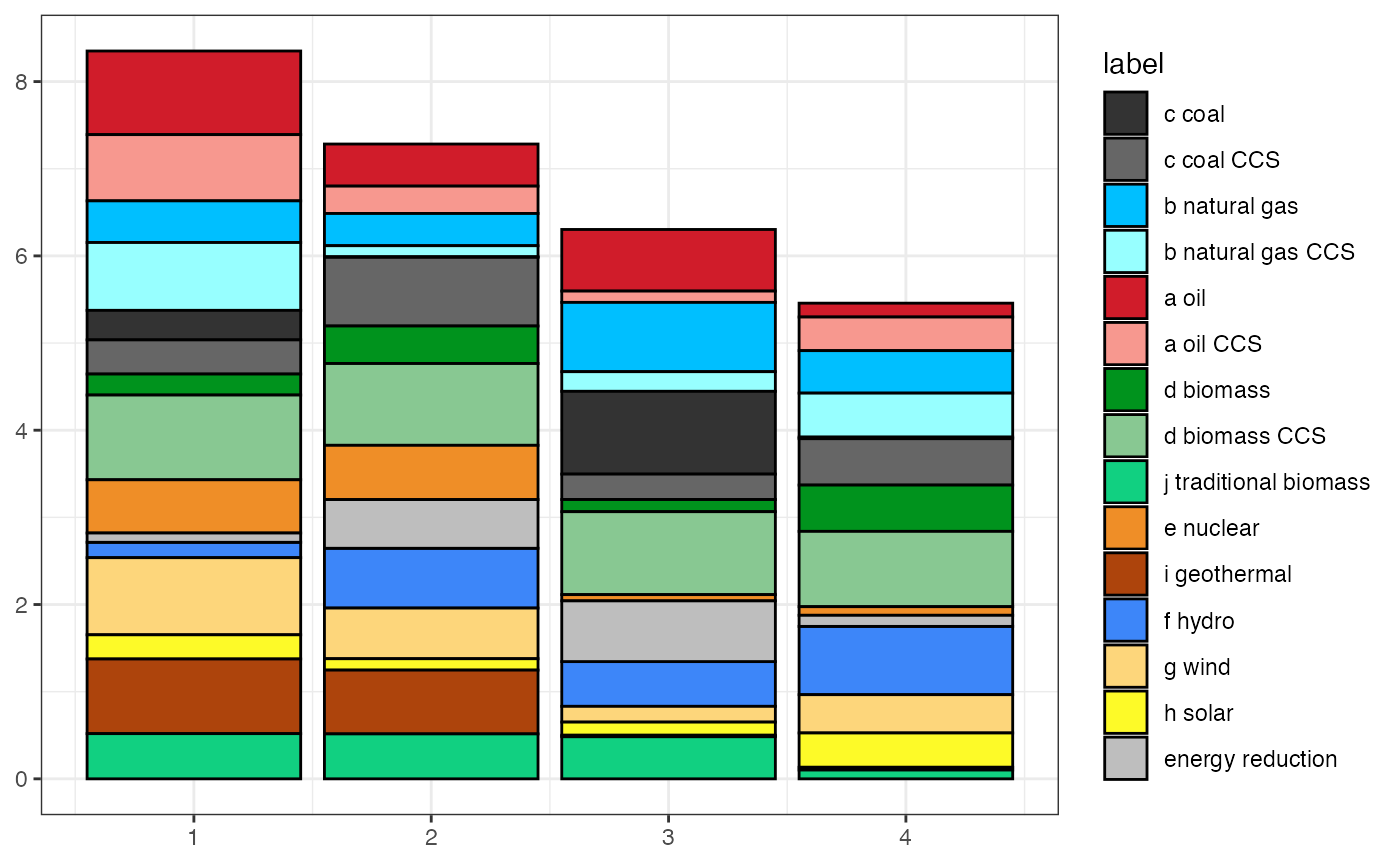 8
6
4
2
0
1
2
3
4
label
c coal
c coal CCS
b natural gas
b natural gas CCS
a oil
a oil CCS
d biomass
d biomass CCS
j traditional biomass
e nuclear
i geothermal
f hydro
g wind
h solar
energy reduction